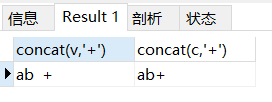 信息 Result 1 剖析 状态
concat(v,'+') concat(c,'+')
ab  + ab+